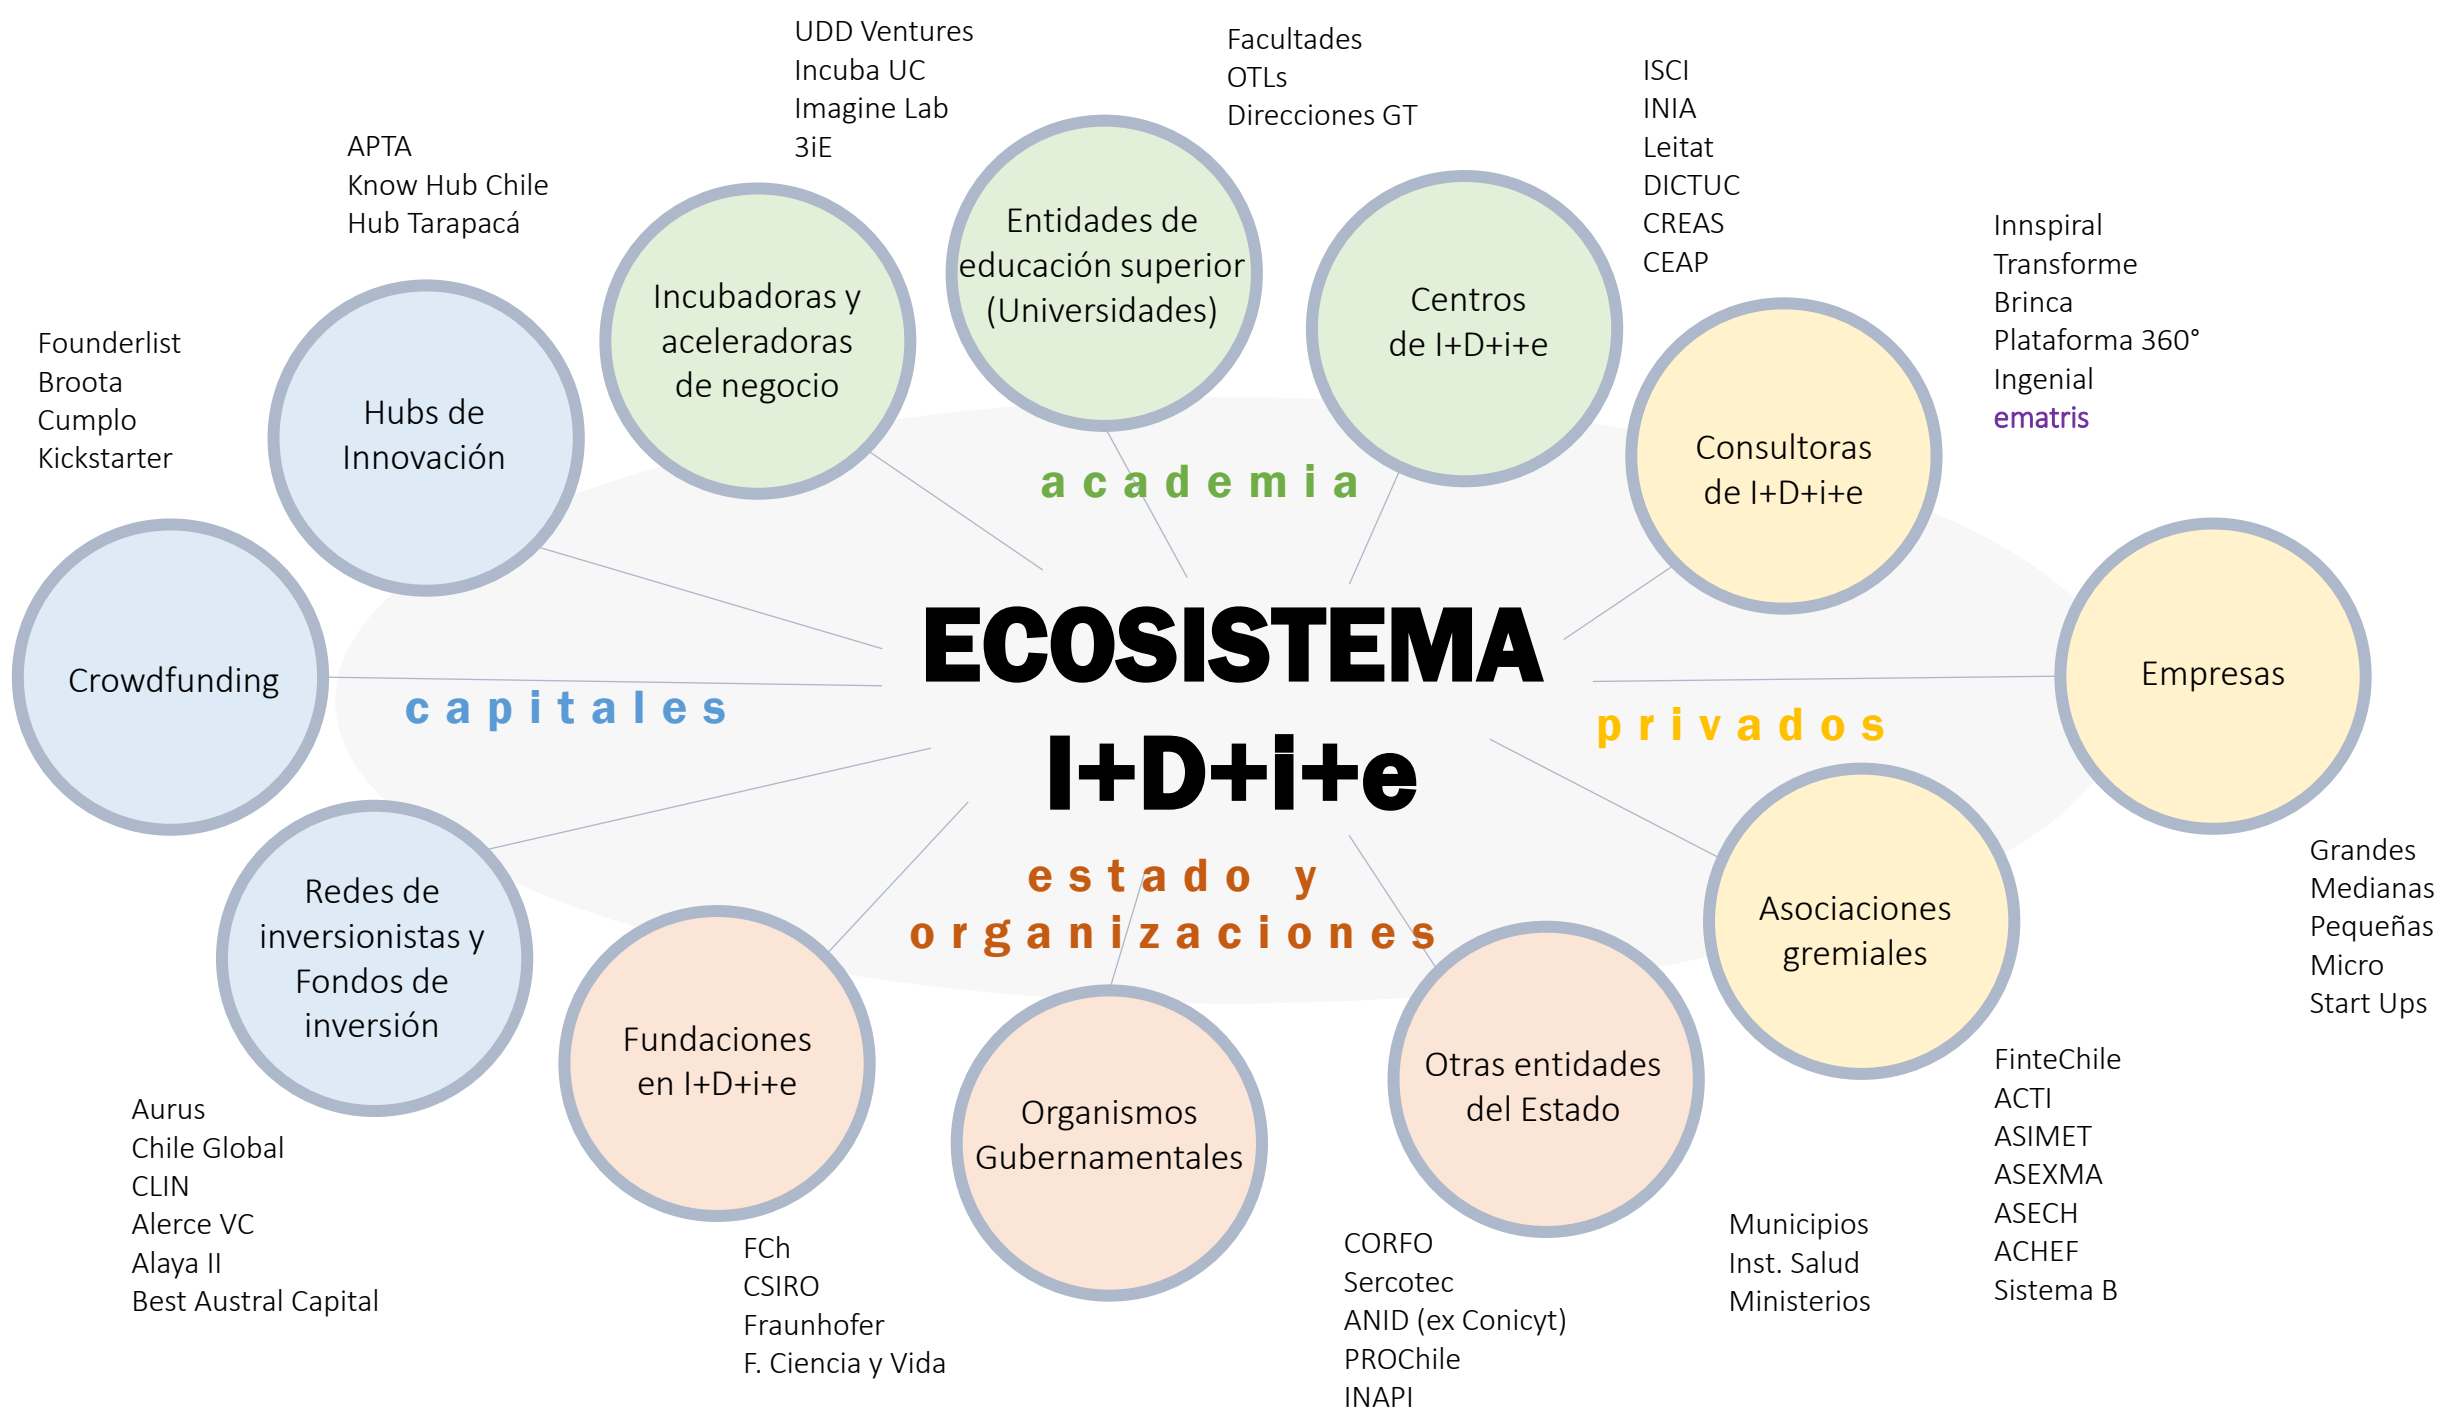 UDD Ventures
Incuba UC
Imagine Lab
3iE
Facultades
OTLs
Direcciones GT
ISCI
INIA
Leitat
DICTUC
CREAS
CEAP
APTA
Know Hub Chile
Hub Tarapacá
Innspiral
Transforme
Brinca
Plataforma 360°
Ingenial
ematris
Founderlist
Broota
Cumplo
Kickstarter
Hubs de
Innovación
Incubadoras y
aceleradoras
de negocio
Entidades de
educación superior
(Universidades)
Centros
de I+D+i+e
Consultoras
de I+D+i+e
academia
Crowdfunding
capitales
ECOSISTEMA
I+D+i+e
privados
Empresas
estado y
organizaciones
Redes de
inversionistas y
Fondos de
inversión
Fundaciones
en I+D+i+e
Organismos
Gubernamentales
Otras entidades
del Estado
Asociaciones
gremiales
Grandes
Medianas
Pequeñas
Micro
Start Ups
Aurus
Chile Global
CLIN
Alerce VC
Alaya II
Best Austral Capital
FCh
CSIRO
Fraunhofer
F. Ciencia y Vida
CORFO
Sercotec
ANID (ex Conicyt)
PROChile
INAPI
Municipios
Inst. Salud
Ministerios
FinteChile
ACTI
ASIMET
ASEXMA
ASECH
ACHEF
Sistema B